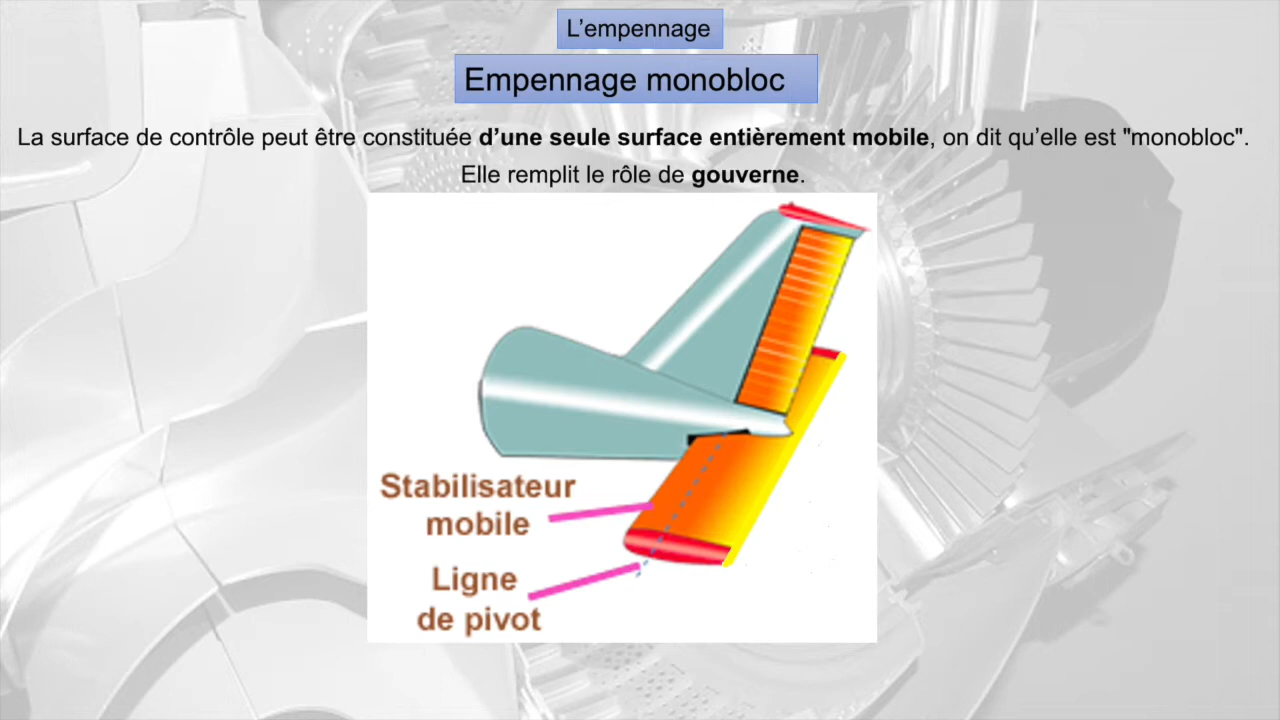 L’empennage
Empennage monobloc
La surface de contrôle peut être constituée d’une seule surface entièrement mobile, on dit qu’elle est "monobloc".
Elle remplit le rôle de gouverne.
Stabilisateur
mobile
Ligne
de pivot